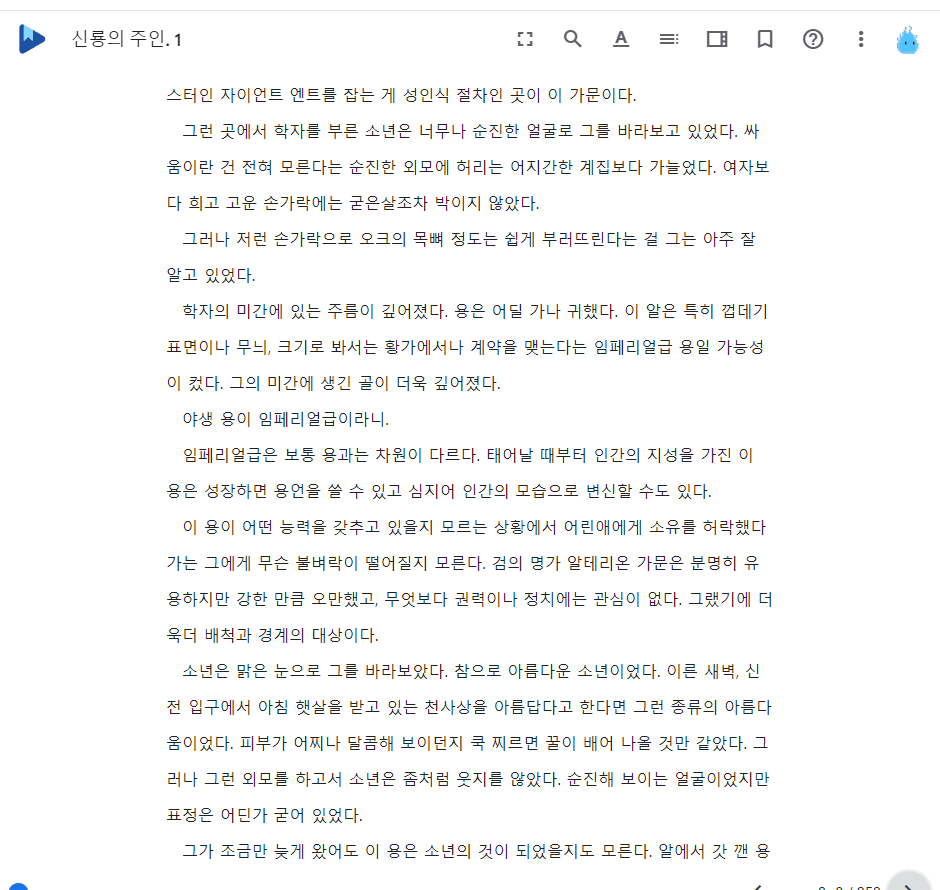 신룡의 주인. 1
스터인 자이언트 엔트를 잡는 게 성인식 절차인 곳이 이 가문이다.
그런 곳에서 학자를 부른 소년은 너무나 순진한 얼굴로 그를 바라보고 있었다. 싸
움이란 건 전혀 모른다는 순진한 외모에 허리는 어지간한 계집보다 가늘었다. 여자보
다 희고 고운 손가락에는 굳은살조차 박이지 않았다.
그러나 저런 손가락으로 오크의 목뼈 정도는 쉽게 부러뜨린다는 걸 그는 아주 잘
알고 있었다.
학자의 미간에 있는 주름이 깊어졌다. 용은 어딜 가나 귀했다. 이 알은 특히 껍데기
표면이나 무늬, 크기로 봐서는 황가에서나 계약을 맺는다는 임페리얼급 용일 가능성
이 컸다. 그의 미간에 생긴 골이 더욱 깊어졌다.
야생 용이 임페리얼급이라니.
임페리얼급은 보통 용과는 차원이 다르다. 태어날 때부터 인간의 지성을 가진 이
용은 성장하면 용언을 쓸 수 있고 심지어 인간의 모습으로 변신할 수도 있다.
이 용이 어떤 능력을 갖추고 있을지 모르는 상황에서 어린애에게 소유를 허락했다
가는 그에게 무슨 불벼락이 떨어질지 모른다. 검의 명가 알테리온 가문은 분명히 유
용하지만 강한 만큼 오만했고, 무엇보다 권력이나 정치에는 관심이 없다. 그랬기에 더
욱더 배척과 경계의 대상이다.
소년은 맑은 눈으로 그를 바라보았다. 참으로 아름다운 소년이었다. 이른 새벽, 신
전 입구에서 아침 햇살을 받고 있는 천사상을 아름답다고 한다면 그런 종류의 아름다
움이었다. 피부가 어찌나 달콤해 보이던지 쿡 찌르면 꿀이 배어 나올 것만 같았다. 그
러나 그런 외모를 하고서 소년은 좀처럼 웃지를 않았다. 순진해 보이는 얼굴이었지만
표정은 어딘가 굳어 있었다.
그가 조금만 늦게 왔어도 이 용은 소년의 것이 되었을지도 모른다. 알에서 갓 깬 용